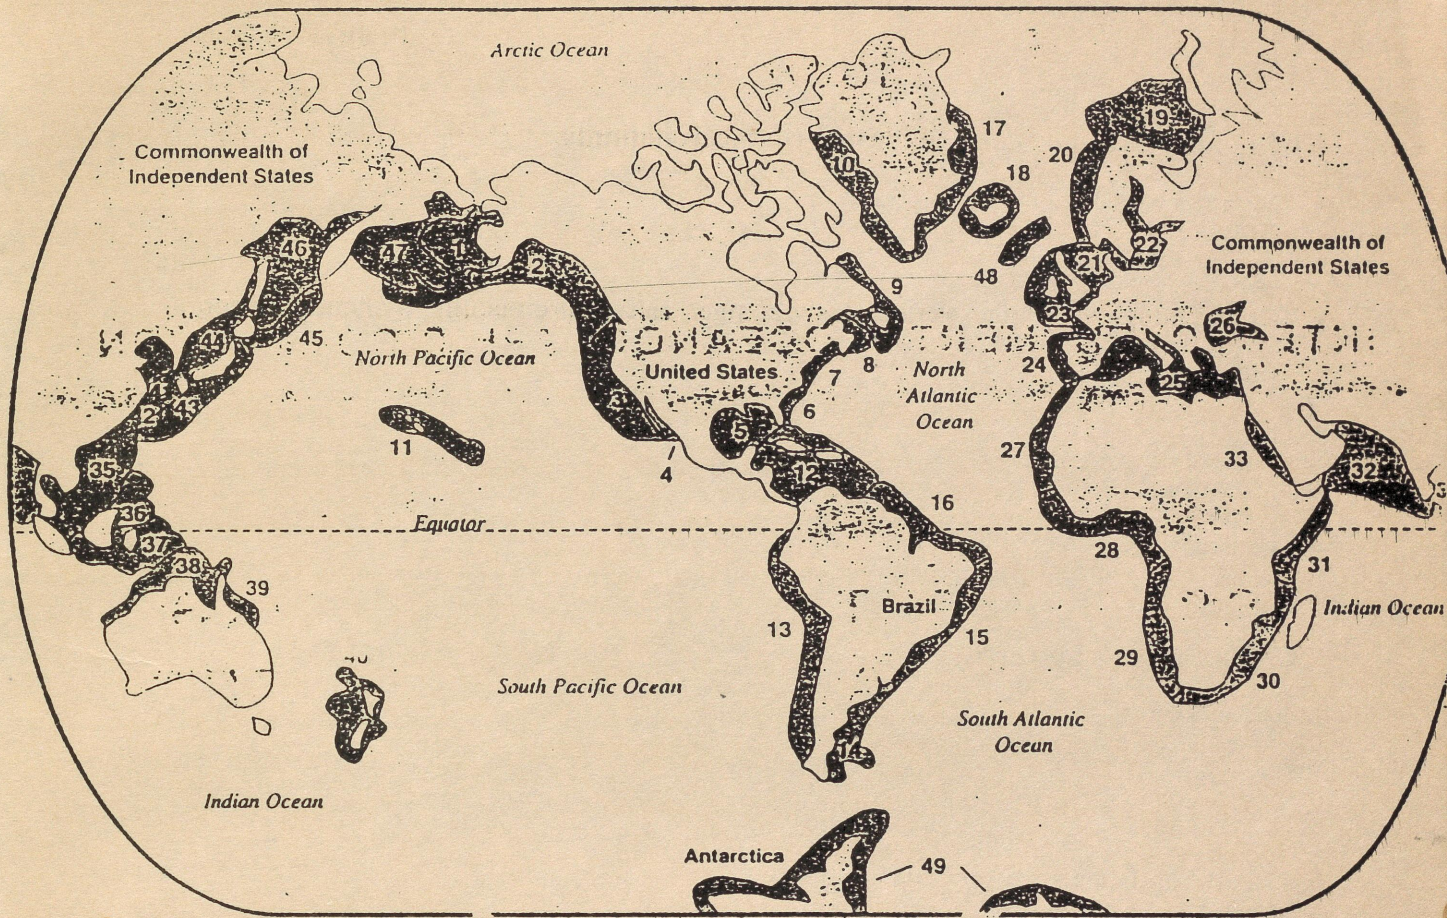 Arctic Ocean
17
19
Commonwealth of
Independent States
10
20
18
46
47
1
2
48
9
21
22
Commonwealth of
Independent States
23
26
44
45
North Pacific Ocean
United States
7
8
North
Atlantic
Ocean
24
25
43
3
6
5
11
4
27
33
35
12
32
16
36
Equator
37
28
38
39
31
Brazil
Indian Ocean
13
15
29
30
South Pacific Ocean
South Atlantic
Ocean
14
Indian Ocean
Antarctica
49